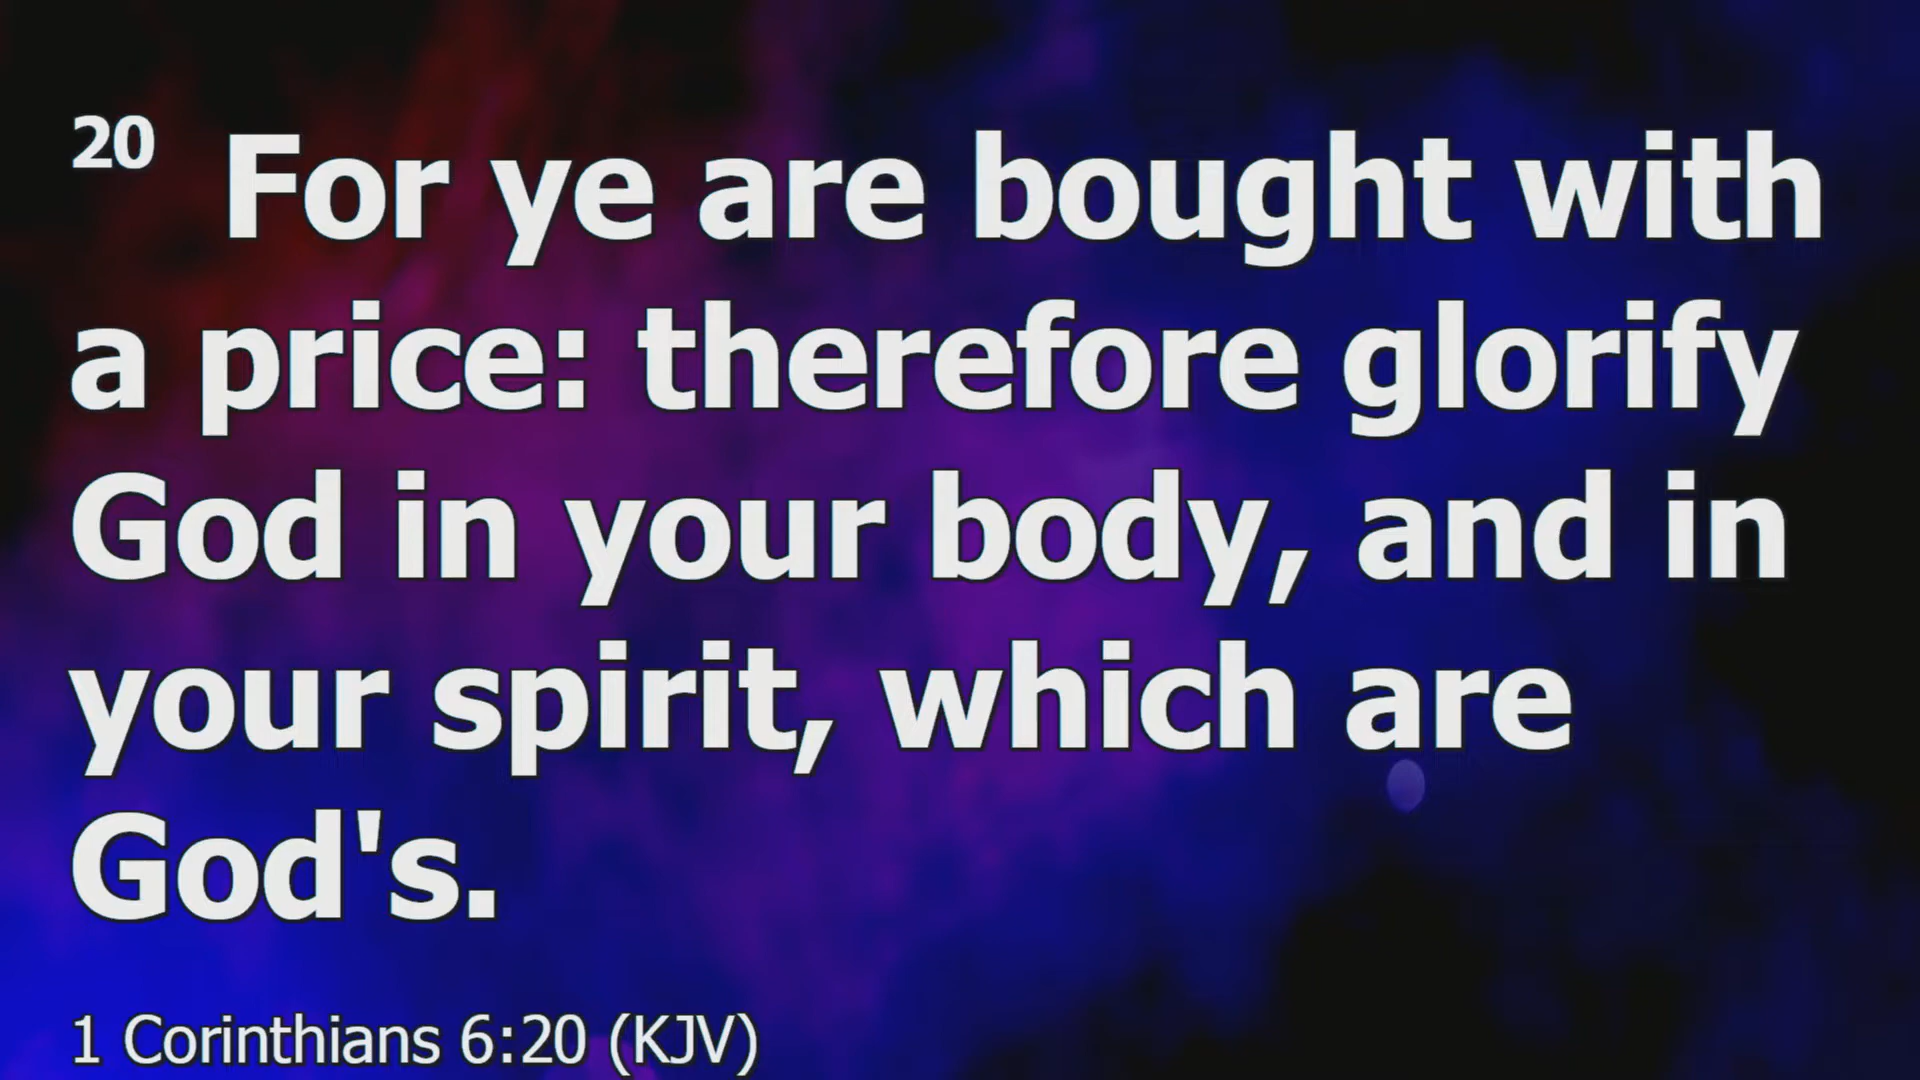 20 For ye are bought with
a price: therefore glorify
God in your body, and in
your spirit, which are
God's.
1 Corinthians 6:20 (KJV)